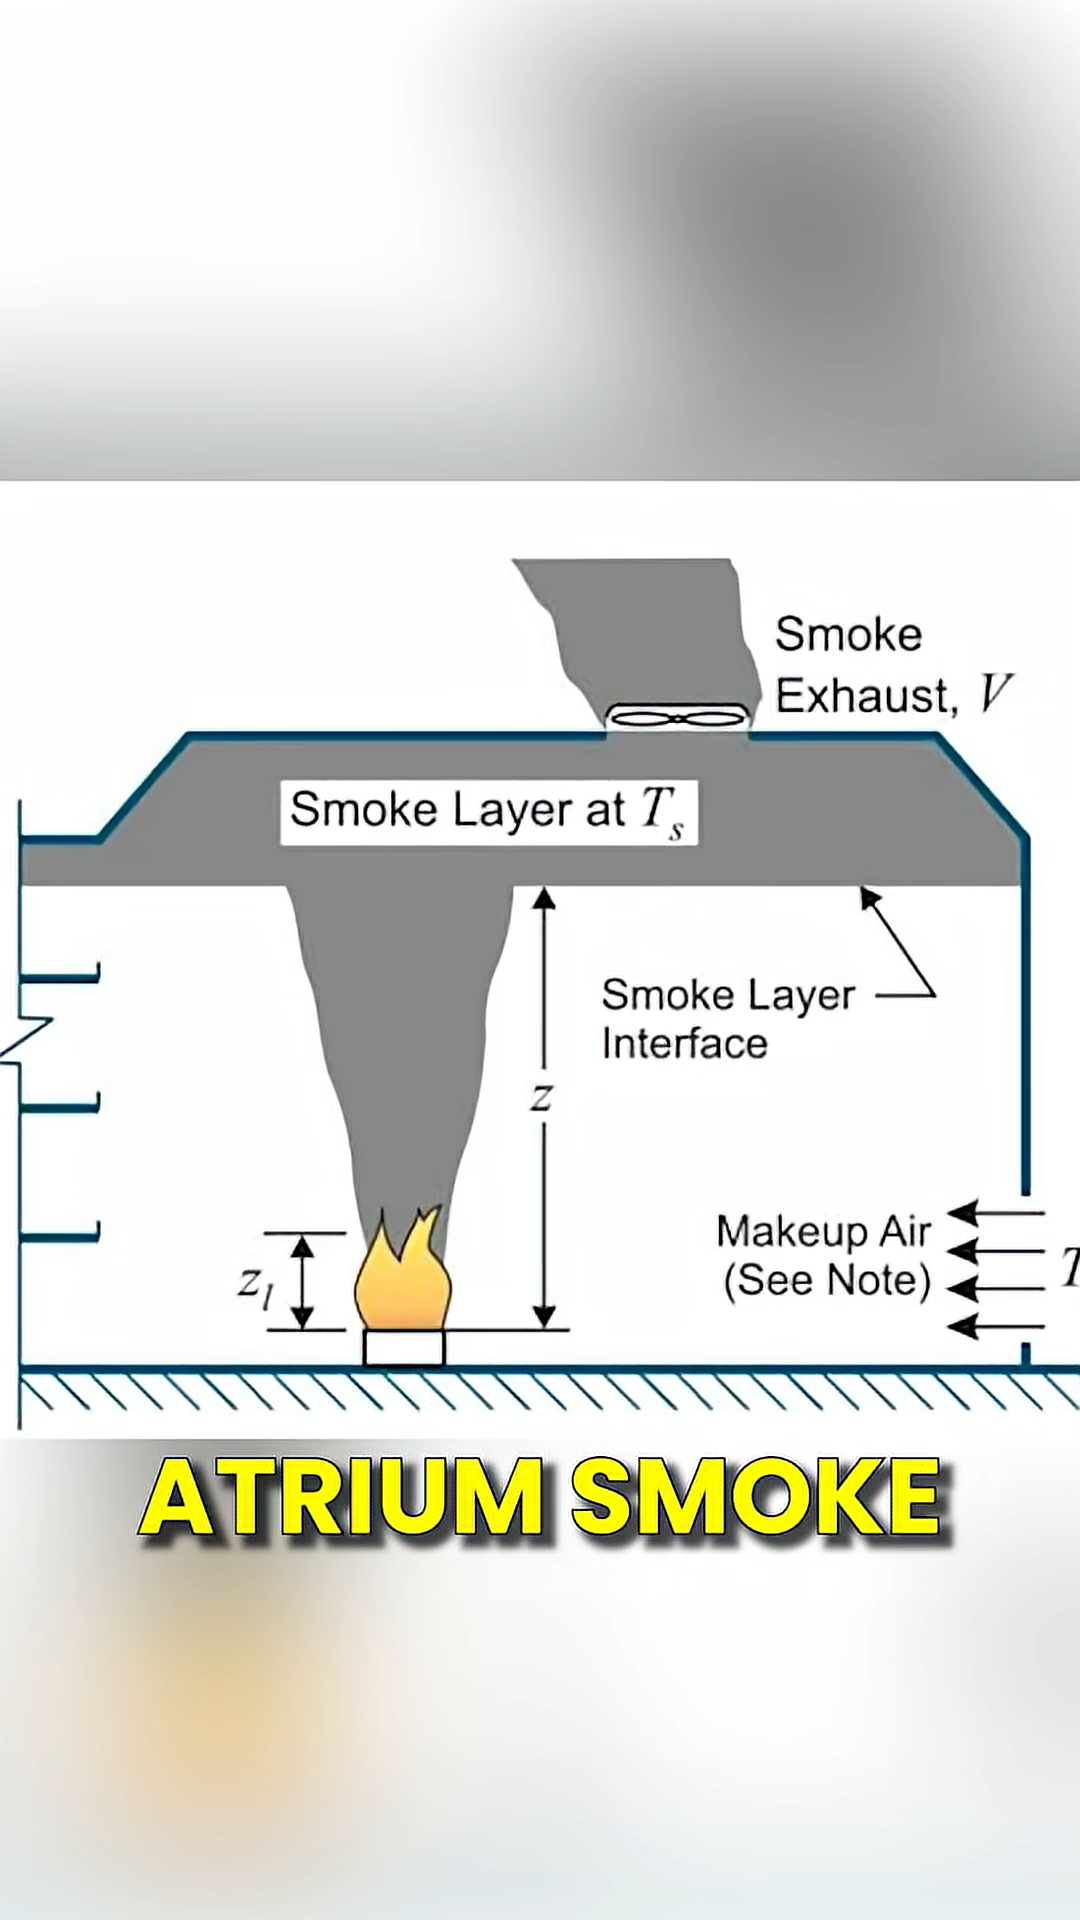 Smoke
Exhaust, V
Smoke Layer at Tₛ
Smoke Layer
Interface
z
Makeup Air
(See Note)
T
zₗ
ATRIUM SMOKE